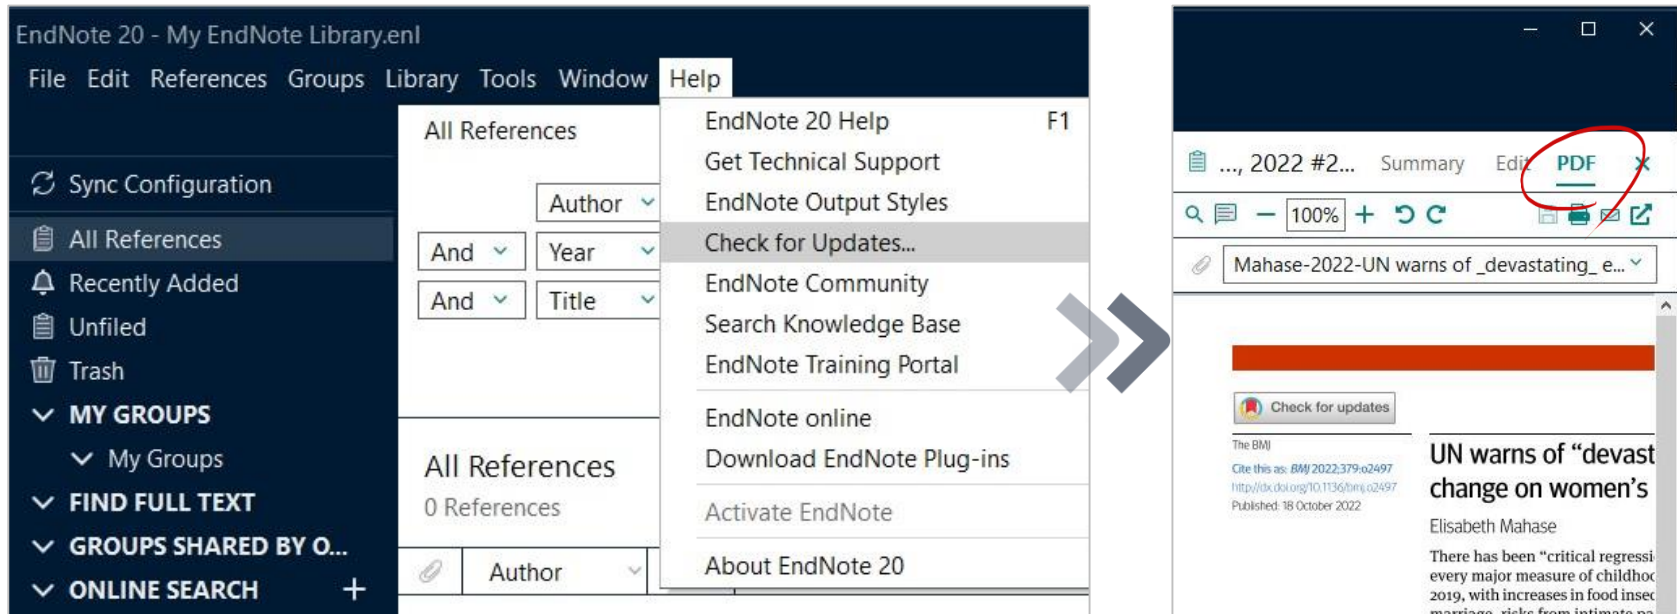 EndNote 20 - My EndNote Library.enl
File Edit References Groups Library Tools Window Help
Sync Configuration
All References
Recently Added
Unfiled
Trash
MY GROUPS
My Groups
FIND FULL TEXT
GROUPS SHARED BY O...
ONLINE SEARCH +
All References
Author
And Year
And Title
All References
0 References
Author
EndNote 20 Help F1
Get Technical Support
EndNote Output Styles
Check for Updates...
EndNote Community
Search Knowledge Base
EndNote Training Portal
EndNote online
Download EndNote Plug-ins
Activate EndNote
About EndNote 20
..., 2022 #2... Summary Edit PDF
100%
Mahase-2022-UN warns of _devastating_ e...
Check for updates
The BMJ
Cite this as: BMJ 2022;379:o2497
http://dx.doi.org/10.1136/bmj.o2497
Published: 18 October 2022
UN warns of “devast
change on women’s
Elisabeth Mahase
There has been “critical regressi
every major measure of childhoo
2019, with increases in food insec
marriage, risks from intimate pa